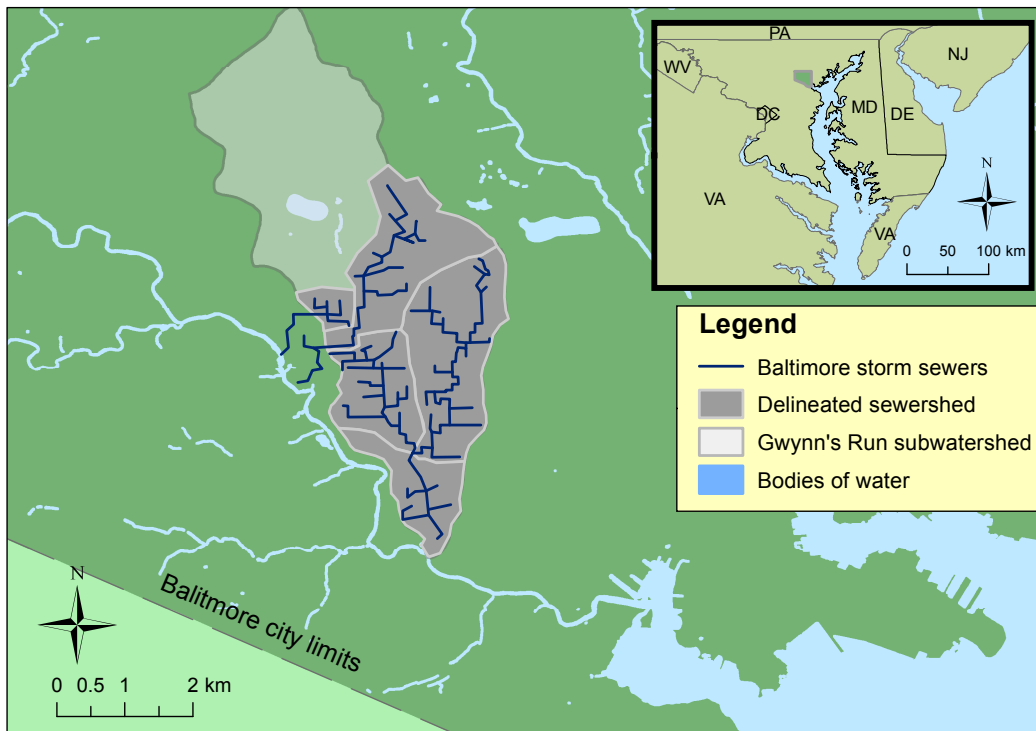 PA
WV
NJ
MD
DC
DE
VA
VA
N
0 50 100 km
Legend
Baltimore storm sewers
Delineated sewershed
Gwynn's Run subwatershed
Bodies of water
Balitmore city limits
N
0 0.5 1 2 km